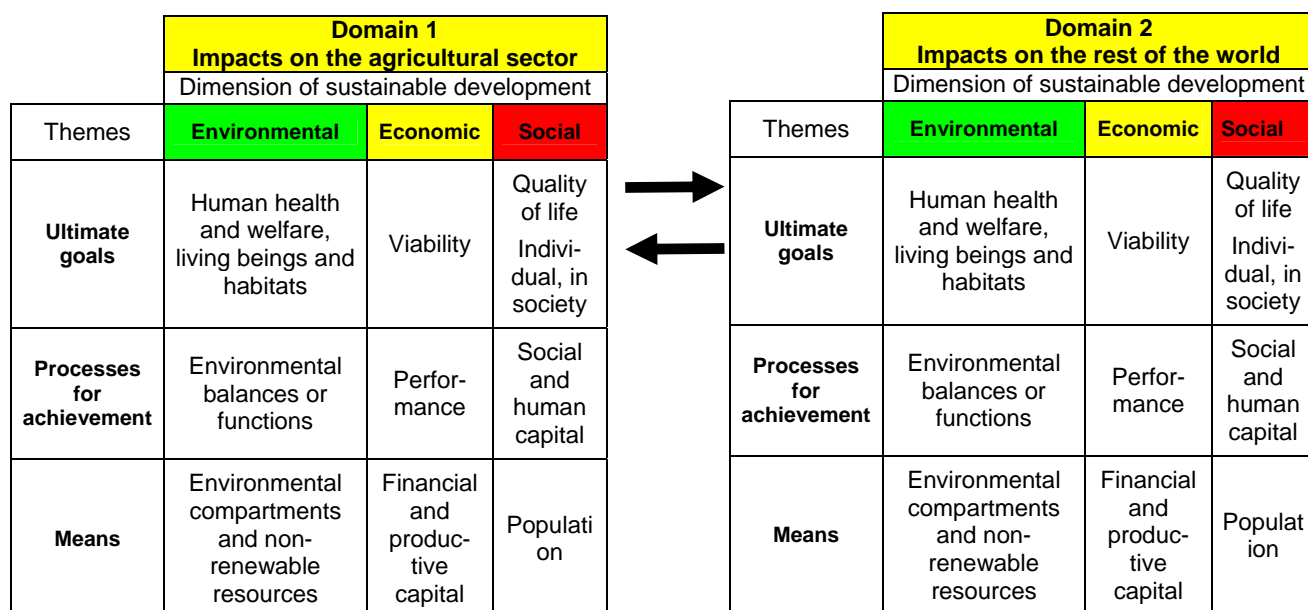 Domain 1
Impacts on the agricultural sector
Dimension of sustainable development
Themes
Environmental
Economic
Social
Ultimate
goals
Human health
and welfare,
living beings and
habitats
Viability
Quality
of life
Indivi-
dual, in
society
Processes
for
achievement
Environmental
balances or
functions
Perfor-
mance
Social
and
human
capital
Means
Environmental
compartments
and non-
renewable
resources
Financial
and
produc-
tive
capital
Populati
on
Domain 2
Impacts on the rest of the world
Dimension of sustainable development
Themes
Environmental
Economic
Social
Ultimate
goals
Human health
and welfare,
living beings and
habitats
Viability
Quality
of life
Indivi-
dual, in
society
Processes
for
achievement
Environmental
balances or
functions
Perfor-
mance
Social
and
human
capital
Means
Environmental
compartments
and non-
renewable
resources
Financial
and
produc-
tive
capital
Populat
ion